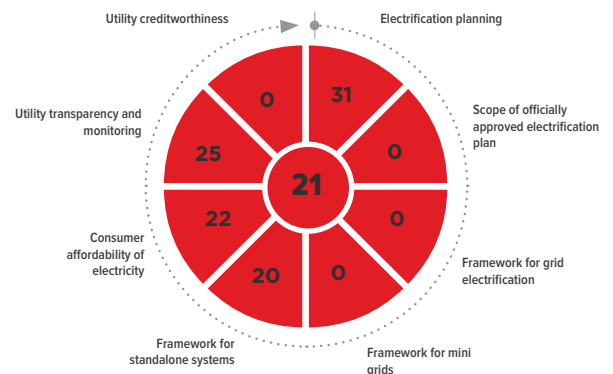 Utility creditworthiness
Electrification planning
0
31
Utility transparency and
monitoring
Scope of officially
approved electrification
plan
25
0
21
22
0
Consumer
affordability of
electricity
Framework for grid
electrification
20
0
Framework for
standalone systems
Framework for mini
grids